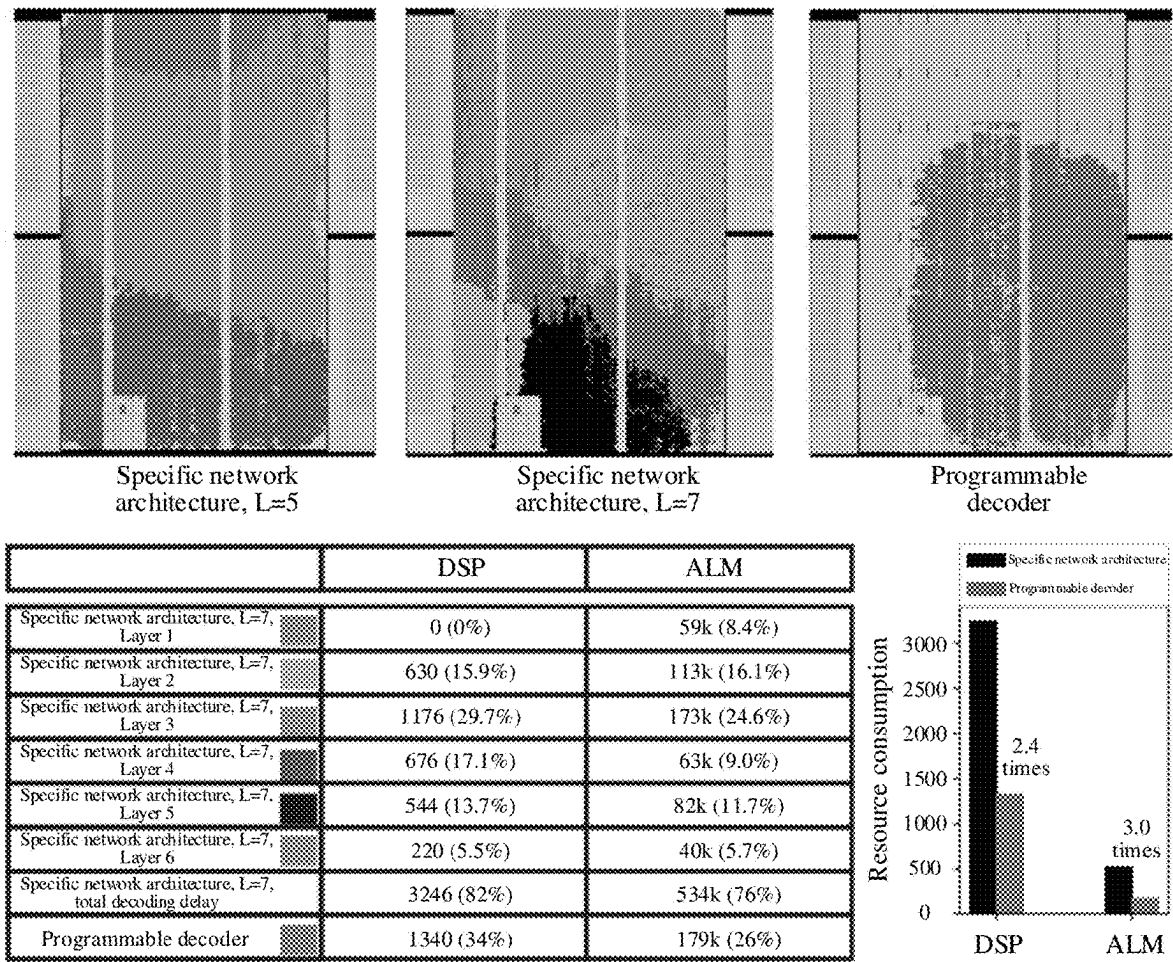 Specific network
architecture, L=5
Specific network
architecture, L=7
Programmable
decoder
DSP
ALM
Specific network architecture, L=7,
Layer 1
0 (0%)
59k (8.4%)
Specific network architecture, L=7,
Layer 2
630 (15.9%)
113k (16.1%)
Specific network architecture, L=7,
Layer 3
1176 (29.7%)
173k (24.6%)
Specific network architecture, L=7,
Layer 4
676 (17.1%)
63k (9.0%)
Specific network architecture, L=7,
Layer 5
544 (13.7%)
82k (11.7%)
Specific network architecture, L=7,
Layer 6
220 (5.5%)
40k (5.7%)
Specific network architecture, L=7,
total decoding delay
3246 (82%)
534k (76%)
Programmable decoder
1340 (34%)
179k (26%)
Specific network architecture
Programmable decoder
Resource consumption
3000
2500
2000
1500
1000
500
0
2.4
times
3.0
times
DSP
ALM